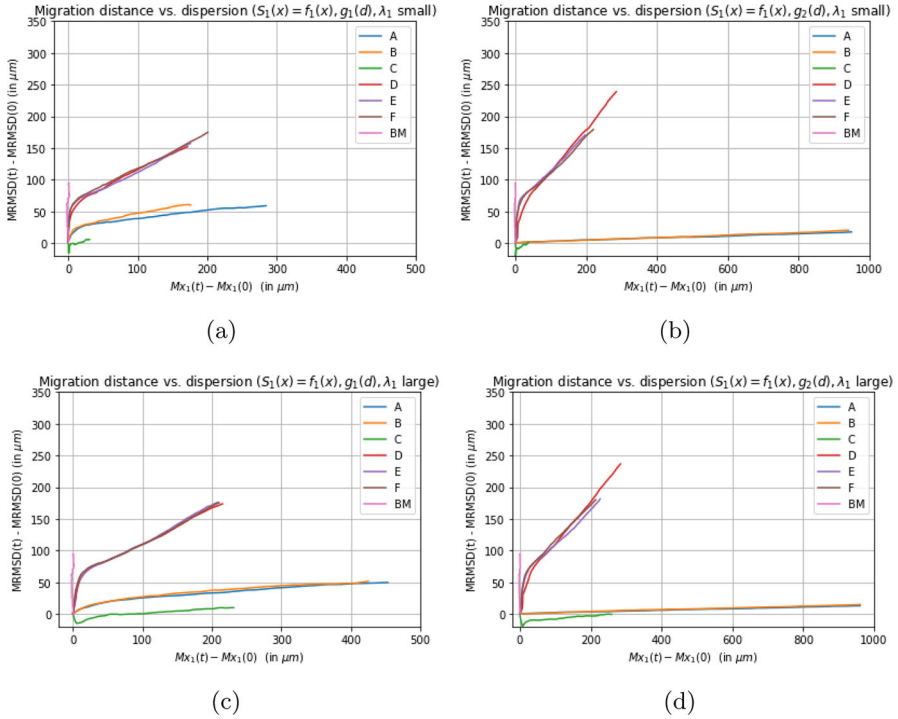 Migration distance vs. dispersion (S₁(x) = f₁(x), g₁(d), λ₁ small)
MRMSD(t) - MRMSD(0) (in μm)
350
300
250
200
150
100
50
0
0 100 200 300 400 500
Mx₁(t) − Mx₁(0) (in μm)
A
B
C
D
E
F
BM
(a)
Migration distance vs. dispersion (S₁(x) = f₁(x), g₂(d), λ₁ small)
MRMSD(t) - MRMSD(0) (in μm)
350
300
250
200
150
100
50
0
0 200 400 600 800 1000
Mx₁(t) − Mx₁(0) (in μm)
A
B
C
D
E
F
BM
(b)
Migration distance vs. dispersion (S₁(x) = f₁(x), g₁(d), λ₁ large)
MRMSD(t) - MRMSD(0) (in μm)
350
300
250
200
150
100
50
0
0 100 200 300 400 500
Mx₁(t) − Mx₁(0) (in μm)
A
B
C
D
E
F
BM
(c)
Migration distance vs. dispersion (S₁(x) = f₁(x), g₂(d), λ₁ large)
MRMSD(t) - MRMSD(0) (in μm)
350
300
250
200
150
100
50
0
0 200 400 600 800 1000
Mx₁(t) − Mx₁(0) (in μm)
A
B
C
D
E
F
BM
(d)